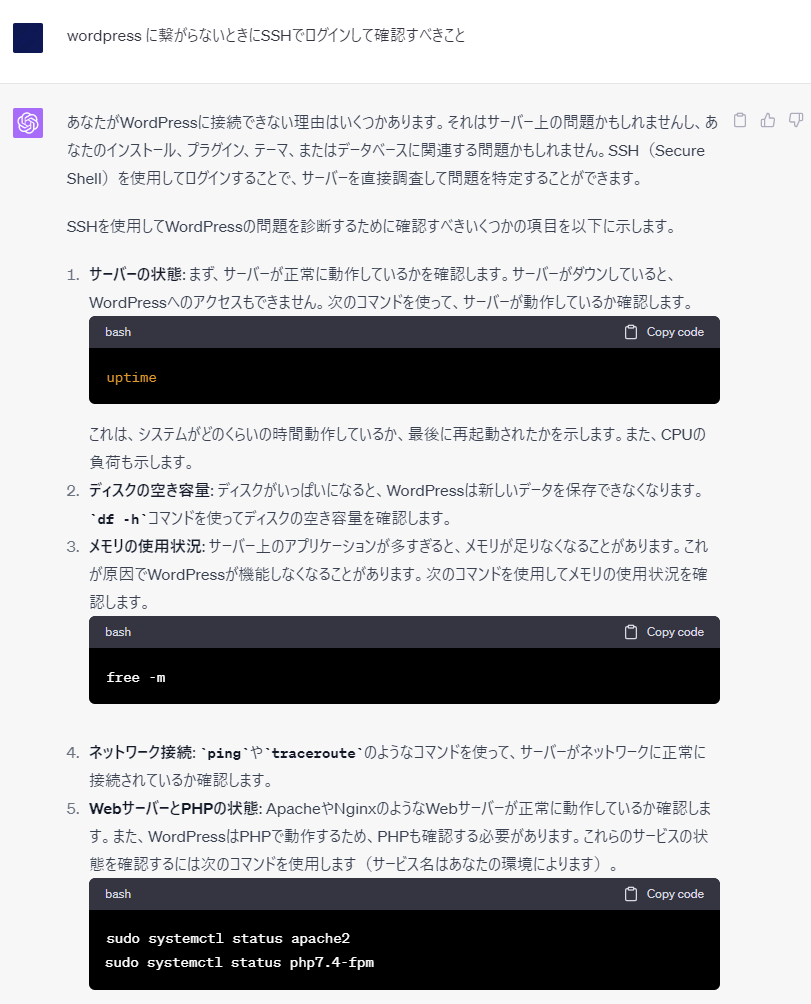 wordpress に繋がらないときにSSHでログインして確認すべきこと
あなたがWordPressに接続できない理由はいくつかあります。それはサーバー上の問題かもしれませんし、あ
なたのインストール、プラグイン、テーマ、またはデータベースに関連する問題かもしれません。SSH（Secure
Shell）を使用してログインすることで、サーバーを直接調査して問題を特定することができます。
SSHを使用してWordPressの問題を診断するために確認すべきいくつかの項目を以下に示します。
1. サーバーの状態: まず、サーバーが正常に動作しているかを確認します。サーバーがダウンしていると、
WordPressへのアクセスもできません。次のコマンドを使って、サーバーが動作しているか確認します。
bash Copy code
uptime
これは、システムがどのくらいの時間動作しているか、最後に再起動されたかを示します。また、CPUの
負荷も示します。
2. ディスクの空き容量: ディスクがいっぱいになると、WordPressは新しいデータを保存できなくなります。
`df -h`コマンドを使ってディスクの空き容量を確認します。
3. メモリの使用状況: サーバー上のアプリケーションが多すぎると、メモリが足りなくなることがあります。これ
が原因でWordPressが機能しなくなることがあります。次のコマンドを使用してメモリの使用状況を確
認します。
bash Copy code
free -m
4. ネットワーク接続: `ping`や`traceroute`のようなコマンドを使って、サーバーがネットワークに正常に
接続されているか確認します。
5. WebサーバーとPHPの状態: ApacheやNginxのようなWebサーバーが正常に動作しているか確認しま
す。また、WordPressはPHPで動作するため、PHPも確認する必要があります。これらのサービスの状
態を確認するには次のコマンドを使用します（サービス名はあなたの環境によります）。
bash Copy code
sudo systemctl status apache2
sudo systemctl status php7.4-fpm